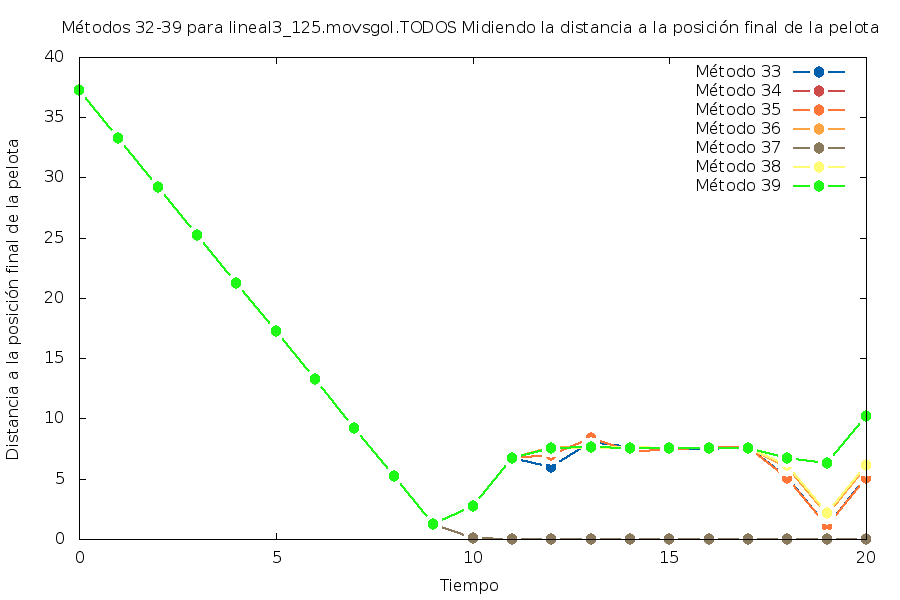 Métodos 32-39 para lineal3_125.movsgol.TODOS Midiendo la distancia a la posición final de la pelota
40
35
30
25
20
15
10
5
0
Distancia a la posición final de la pelota
Método 33
Método 34
Método 35
Método 36
Método 37
Método 38
Método 39
0 5 10 15 20
Tiempo